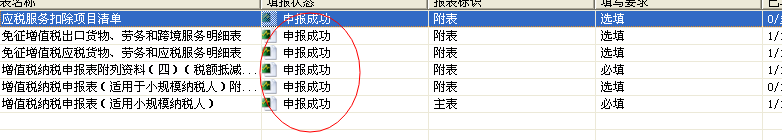 表名称 填报状态 报表标识 填写要求 已
应税服务扣除项目清单 申报成功 附表 选填 0/
免征增值税出口货物、劳务和跨境服务明细表 申报成功 附表 选填 1/
免征增值税应税货物、劳务和应税服务明细表 申报成功 附表 选填 1/
增值税纳税申报表附列资料(四)(税额抵减... 申报成功 附表 必填 1/
增值税纳税申报表(适用于小规模纳税人)附... 申报成功 附表 选填 0/
增值税纳税申报表(适用小规模纳税人) 申报成功 主表 必填 1/